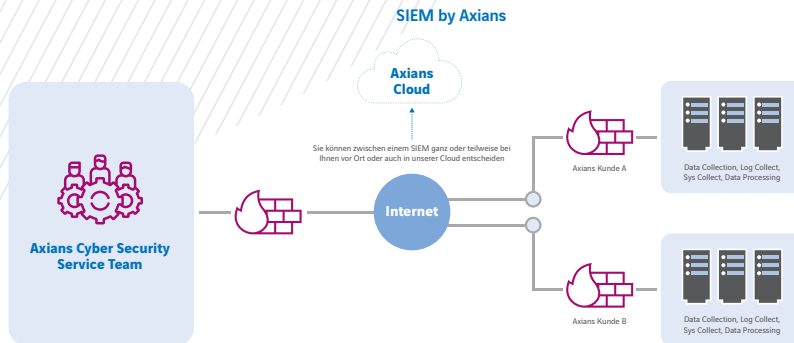 SIEM by Axians
Axians
Cloud
Sie können zwischen einem SIEM ganz oder teilweise bei
Ihnen vor Ort oder auch in unserer Cloud entscheiden
Internet
Axians Cyber Security
Service Team
Axians Kunde A
Data Collection, Log Collect,
Sys Collect, Data Processing
Axians Kunde B
Data Collection, Log Collect,
Sys Collect, Data Processing